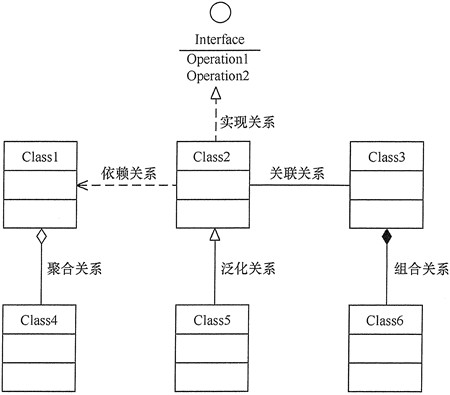 Interface
Operation1
Operation2
实现关系
Class1
Class2
Class3
依赖关系
关联关系
聚合关系
泛化关系
组合关系
Class4
Class5
Class6